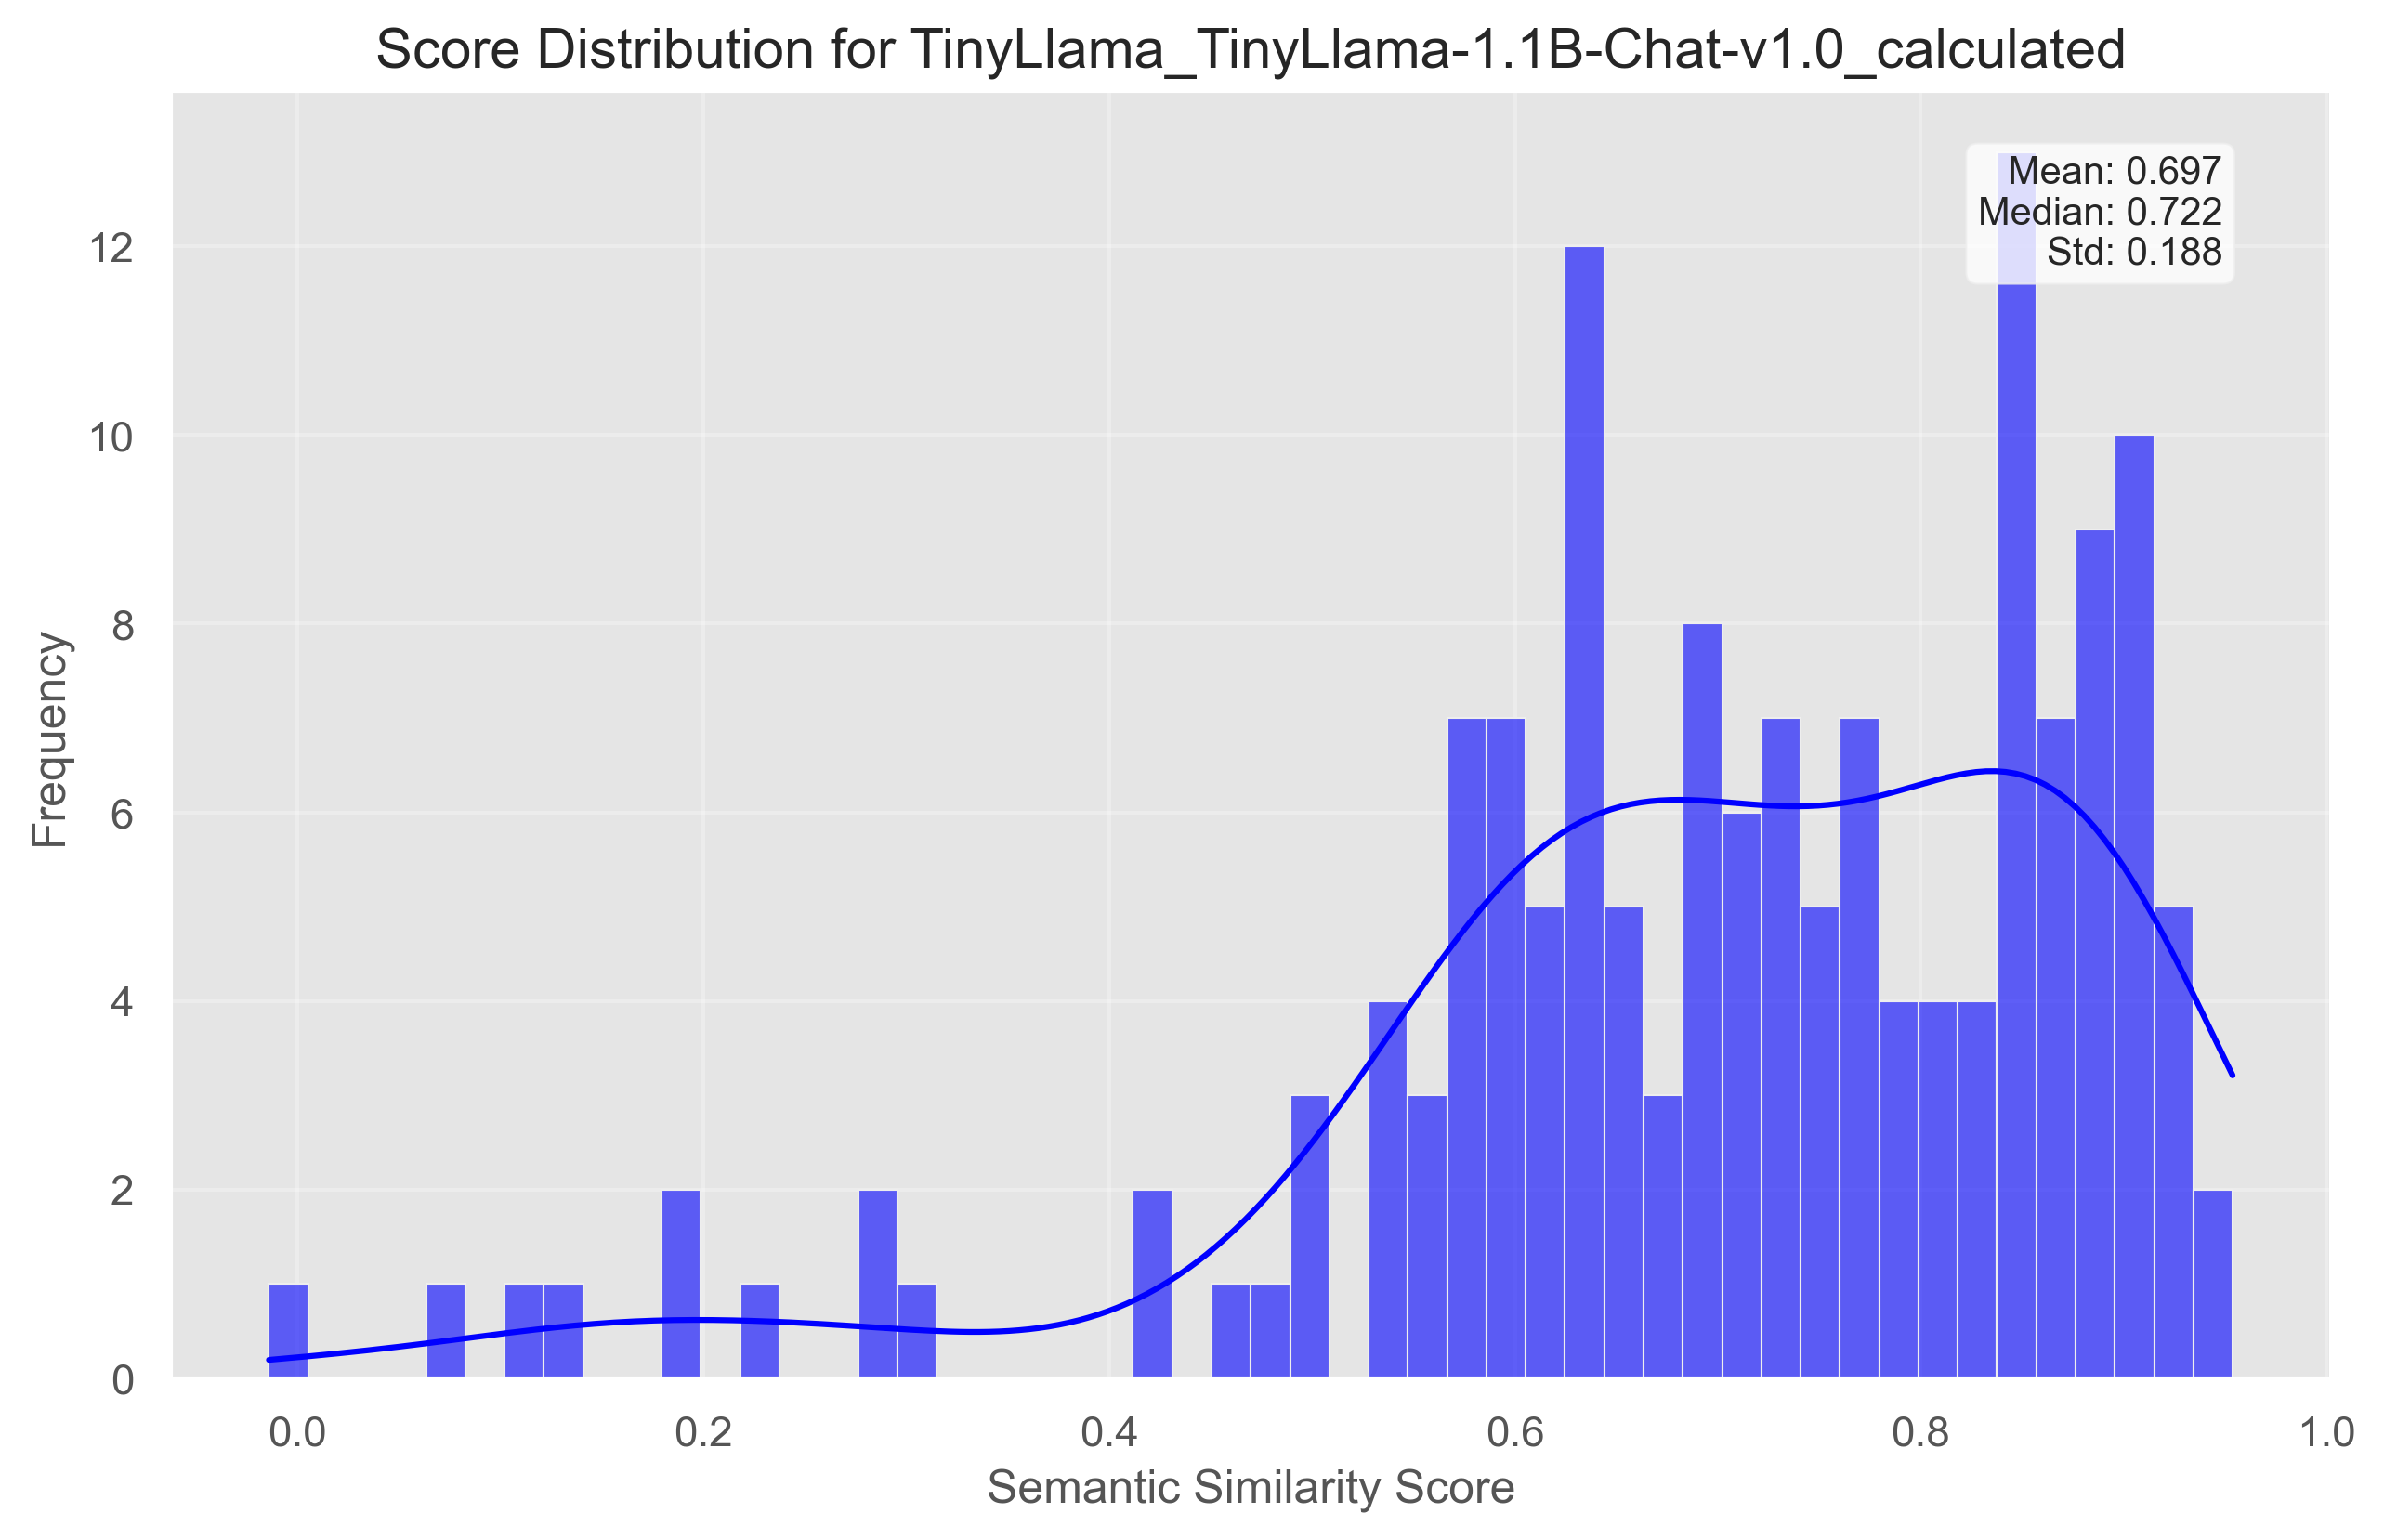 Score Distribution for TinyLlama_TinyLlama-1.1B-Chat-v1.0_calculated
Mean: 0.697
Median: 0.722
Std: 0.188
12
10
8
6
4
2
0
Frequency
0.0 0.2 0.4 0.6 0.8 1.0
Semantic Similarity Score